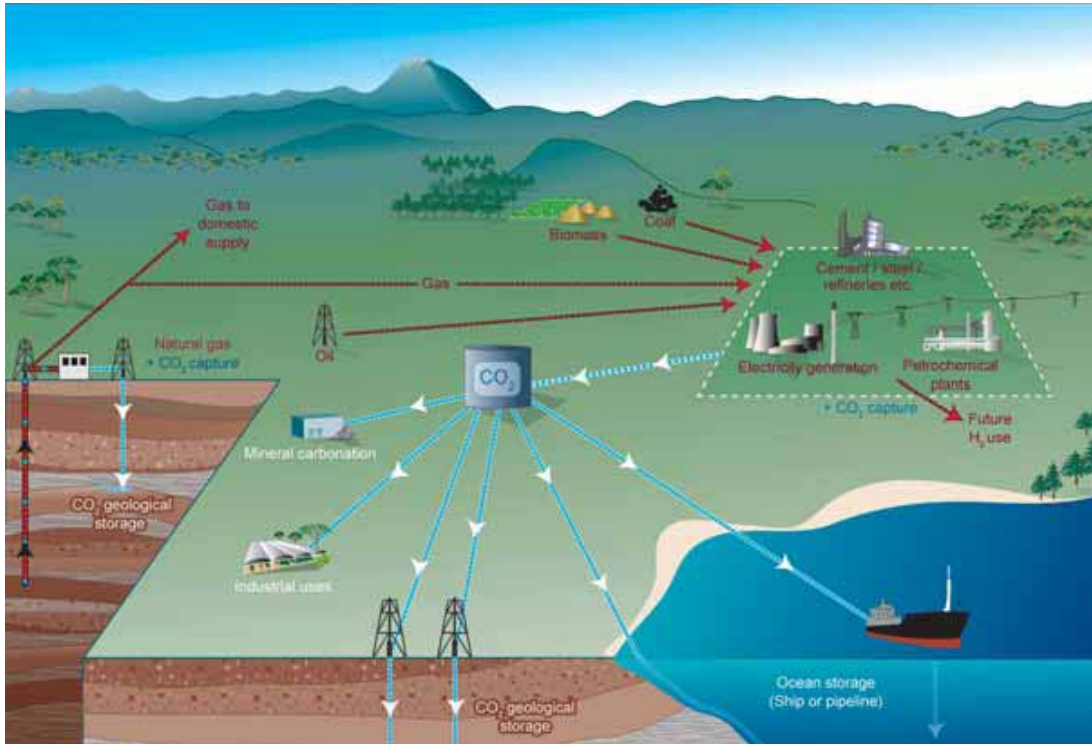 Gas to
domestic
supply
Coal
Biomass
Cement / steel /
refineries etc.
Gas
Natural gas
+ CO₂ capture
Oil
CO₂
Electricity generation
Petrochemical
plants
+ CO₂ capture
Future
H₂ use
Mineral carbonation
CO₂ geological
storage
Industrial uses
Ocean storage
(Ship or pipeline)
CO₂ geological
storage